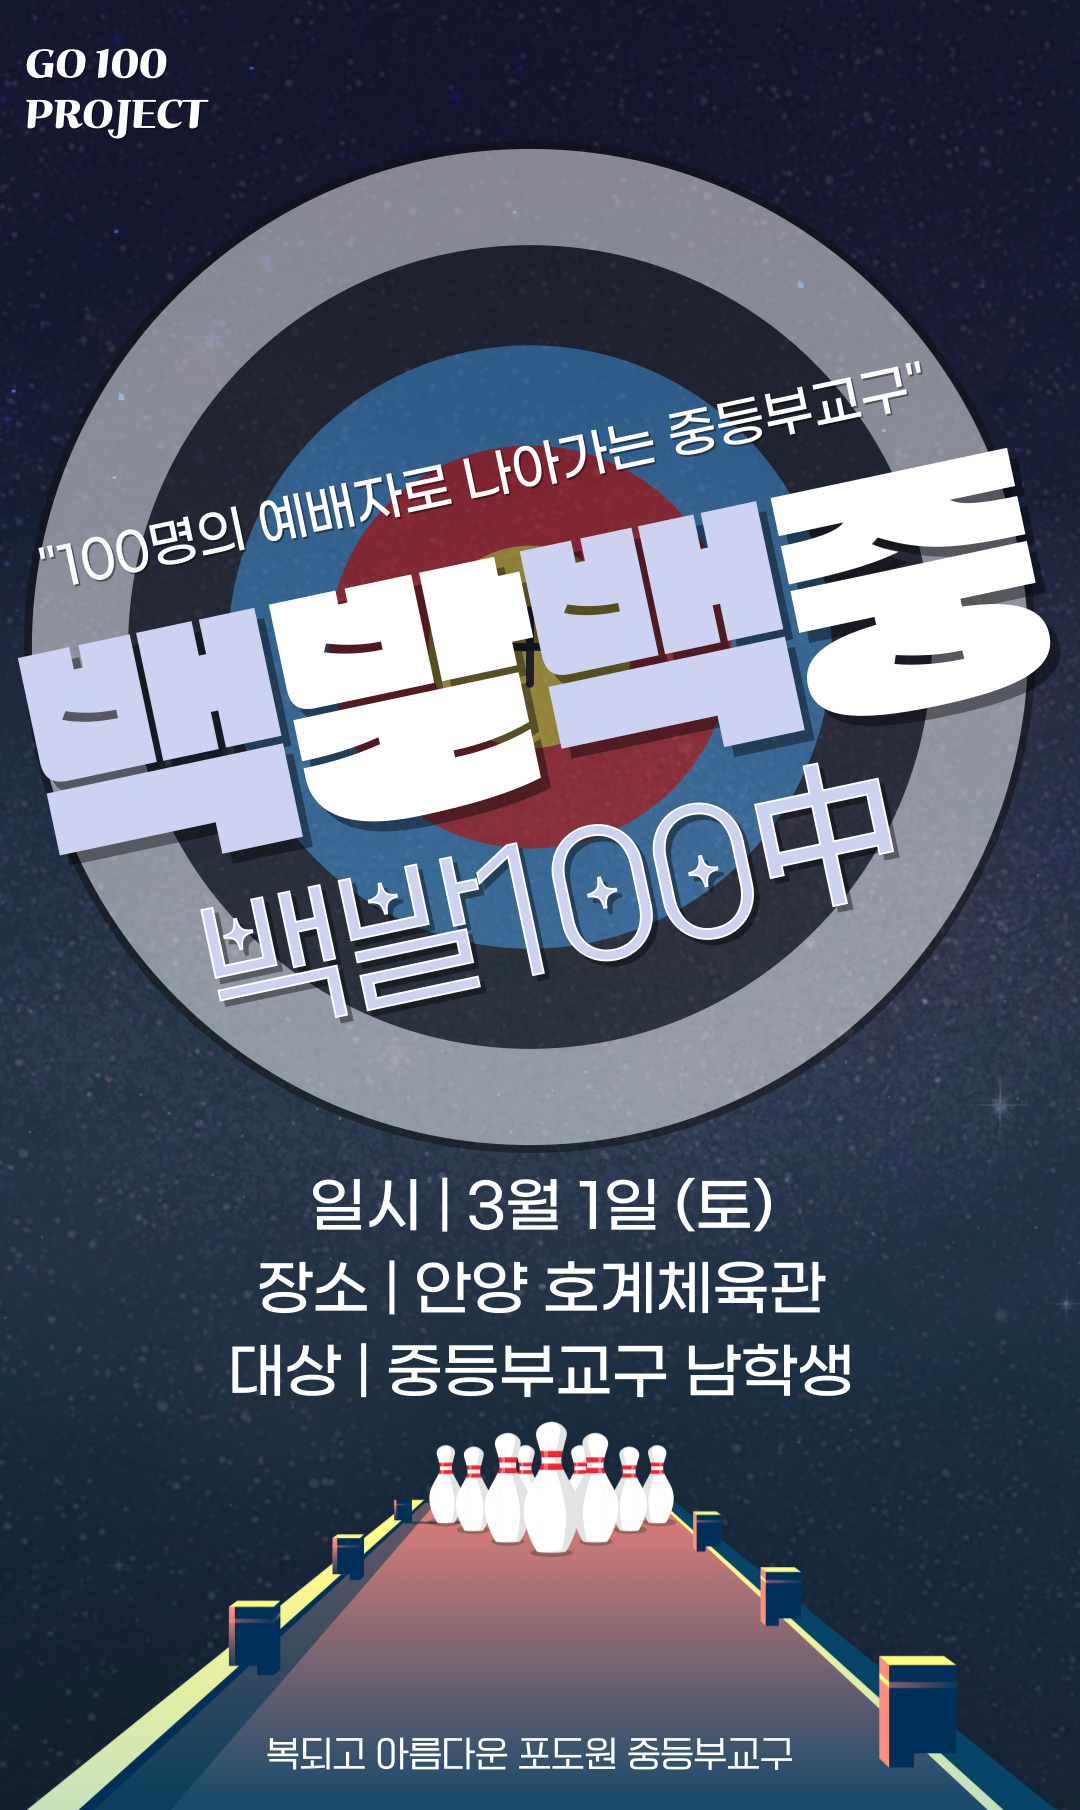 GO 100
PROJECT
"100명의 예배자로 나아가는 중등부교구"
백발백중
백발100中
일시 | 3월 1일 (토)
장소 | 안양 호계체육관
대상 | 중등부교구 남학생
복되고 아름다운 포도원 중등부교구